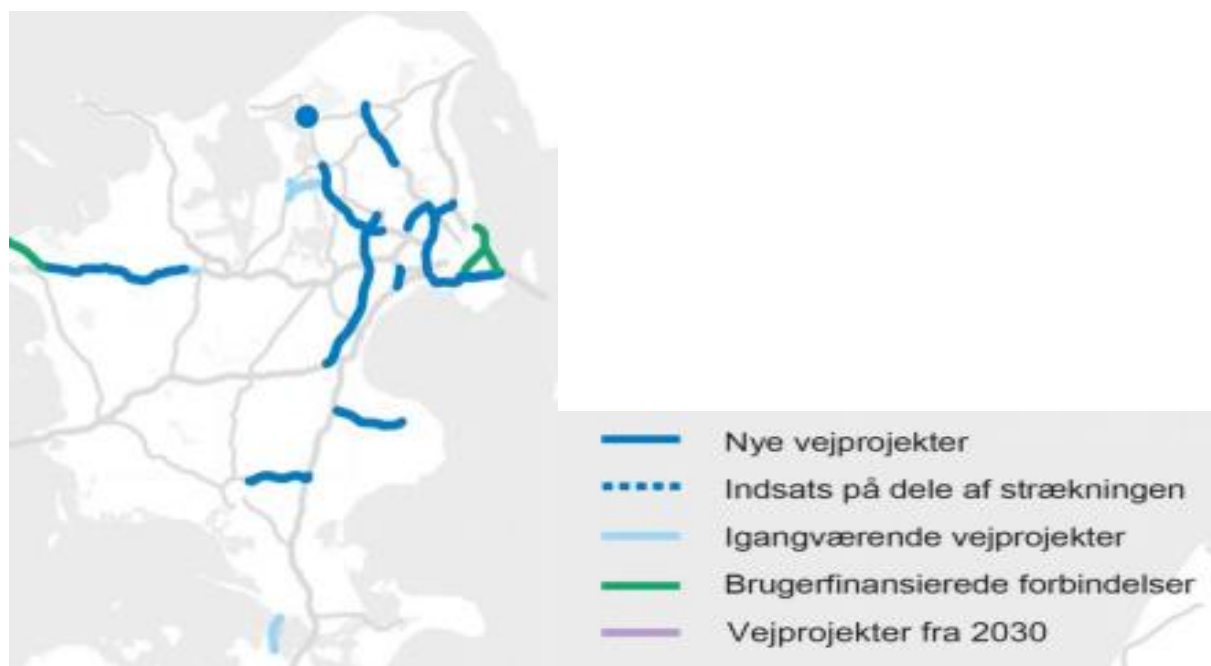 Nye vejprojekter
Indsats på dele af strækningen
Igangværende vejprojekter
Brugerfinansierede forbindelser
Vejprojekter fra 2030